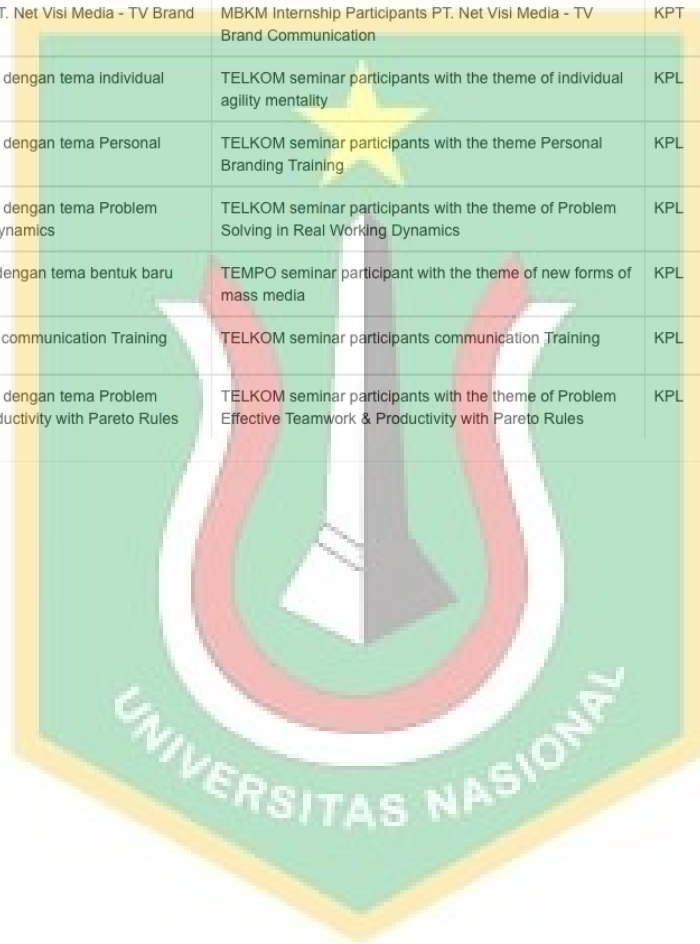 T. Net Visi Media - TV Brand
MBKM Internship Participants PT. Net Visi Media - TV
Brand Communication
KPT
dengan tema individual
TELKOM seminar participants with the theme of individual
agility mentality
KPL
dengan tema Personal
TELKOM seminar participants with the theme Personal
Branding Training
KPL
dengan tema Problem
ynamics
TELKOM seminar participants with the theme of Problem
Solving in Real Working Dynamics
KPL
dengan tema bentuk baru
TEMPO seminar participant with the theme of new forms of
mass media
KPL
communication Training
TELKOM seminar participants communication Training
KPL
dengan tema Problem
ductivity with Pareto Rules
TELKOM seminar participants with the theme of Problem
Effective Teamwork & Productivity with Pareto Rules
KPL
UNIVERSITAS NASIONAL